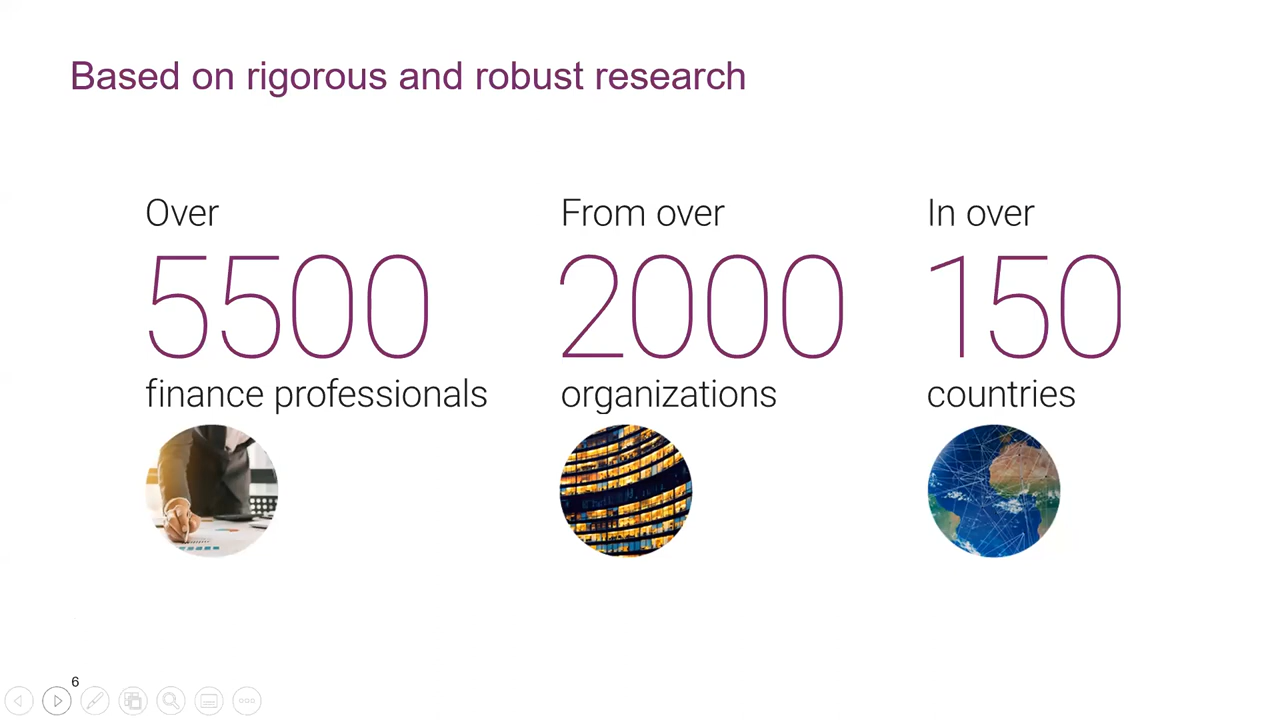 Based on rigorous and robust research
Over
5500
finance professionals
From over
2000
organizations
In over
150
countries
6